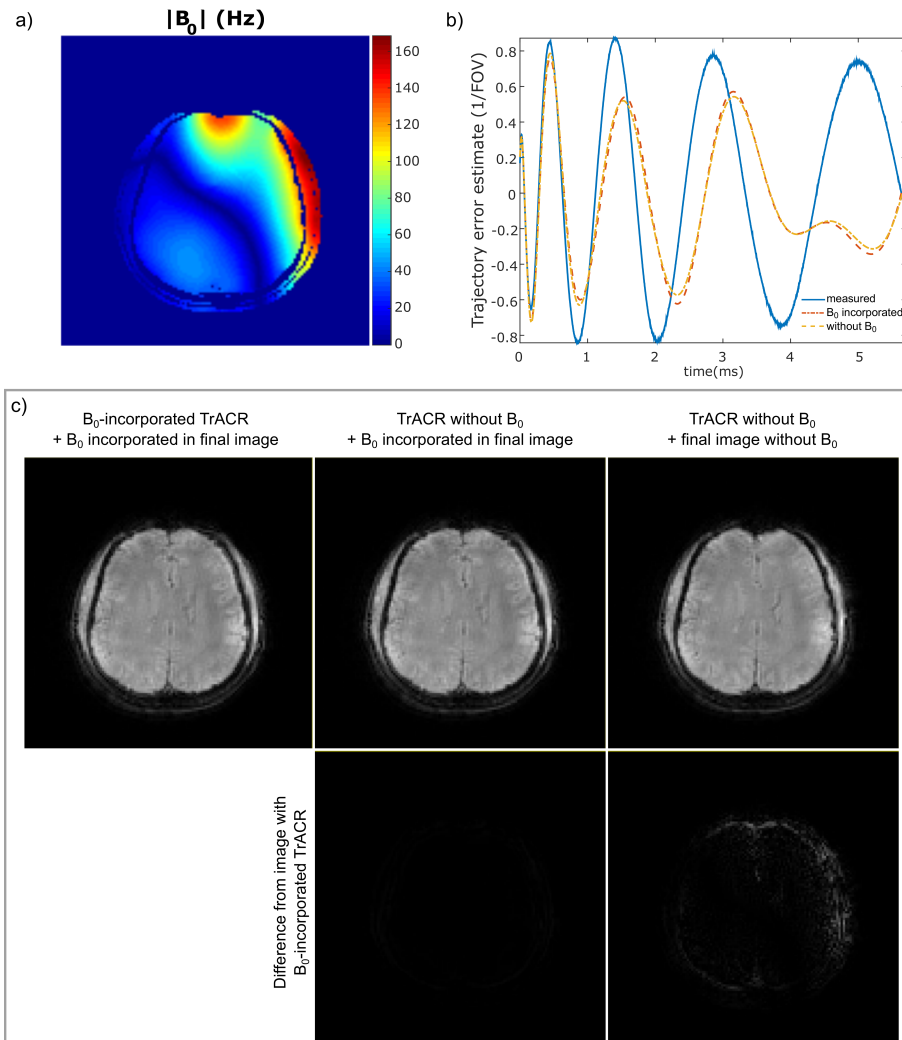 a)
|B₀| (Hz)
160
140
120
100
80
60
40
20
0
b)
Trajectory error estimate (1/FOV)
0.8
0.6
0.4
0.2
0
-0.2
-0.4
-0.6
-0.8
0 1 2 3 4 5
time(ms)
measured
B₀ incorporated
without B₀
c)
B₀-incorporated TrACR
+ B₀ incorporated in final image
TrACR without B₀
+ B₀ incorporated in final image
TrACR without B₀
+ final image without B₀
Difference from image with
B₀-incorporated TrACR